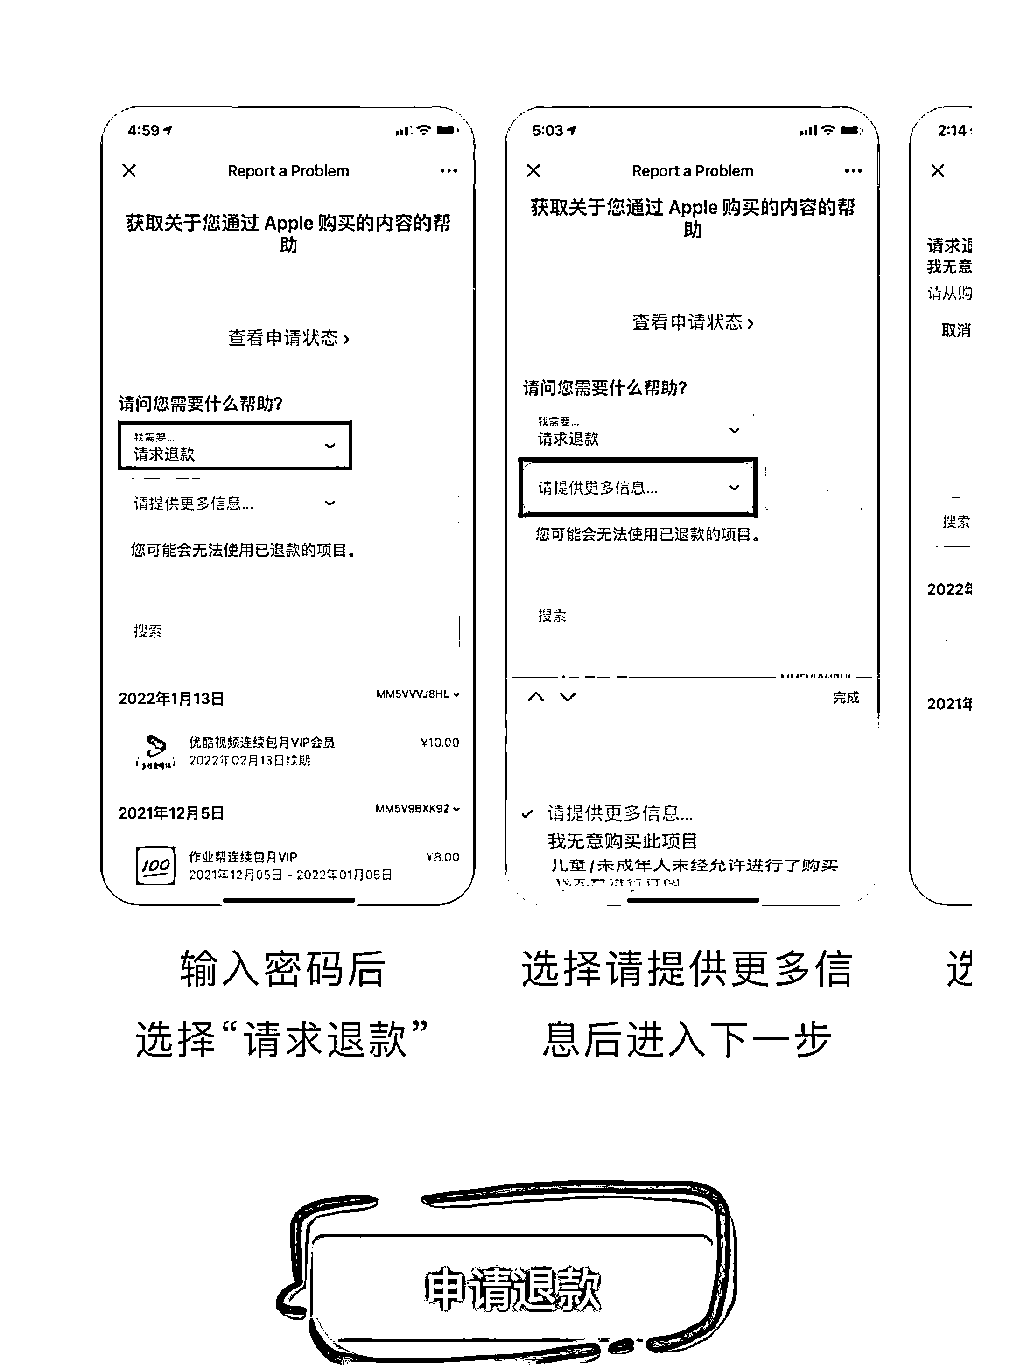 4:59
Report a Problem
获取关于您通过 Apple 购买的内容的帮
助
查看申请状态 ›
请问您需要什么帮助?
我需要...
请求退款
请提供更多信息...
您可能会无法使用已退款的项目。
搜索
2022年1月13日
优酷视频连续包月VIP会员
¥10.00
2022年02月13日续期
2021年12月5日
MM5V9BXK92
作业帮连续包月VIP
¥8.00
2021年12月05日 - 2022年01月05日
输入密码后
选择“请求退款”
5:03
Report a Problem
获取关于您通过 Apple 购买的内容的帮
助
查看申请状态 ›
请问您需要什么帮助?
我需要...
请求退款
请提供更多信息...
您可能会无法使用已退款的项目。
搜索
完成
请提供更多信息...
我无意购买此项目
儿童/未成年人未经允许进行了购买
选择请提供更多信
息后进入下一步
2:14
请求退
我无意
请从购
取消
搜索
2022年
2021年
选
申请退款